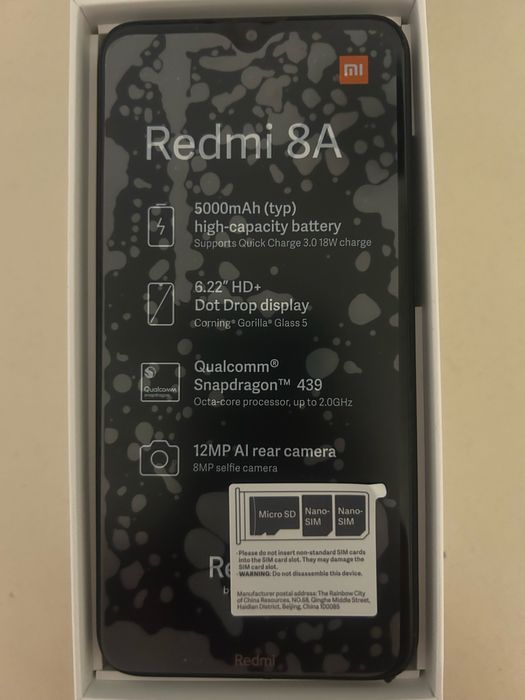 mi
Redmi 8A
5000mAh (typ)
high-capacity battery
Supports Quick Charge 3.0 18W charge
6.22" HD+
Dot Drop display
Corning® Gorilla® Glass 5
Qualcomm®
Snapdragon™ 439
Octa-core processor, up to 2.0GHz
Qualcomm
snapdragon
12MP AI rear camera
8MP selfie camera
Micro SD
Nano-
SIM
Nano-
SIM
·Please do not insert non-standard SIM cards
into the SIM card slot. They may damage the
SIM card slot.
·WARNING: Do not disassemble this device.
Manufacturer postal address: The Rainbow City
of China Resources, NO.68, Qinghe Middle Street,
Haidian District, Beijing, China 100085
Re
b
Redmi